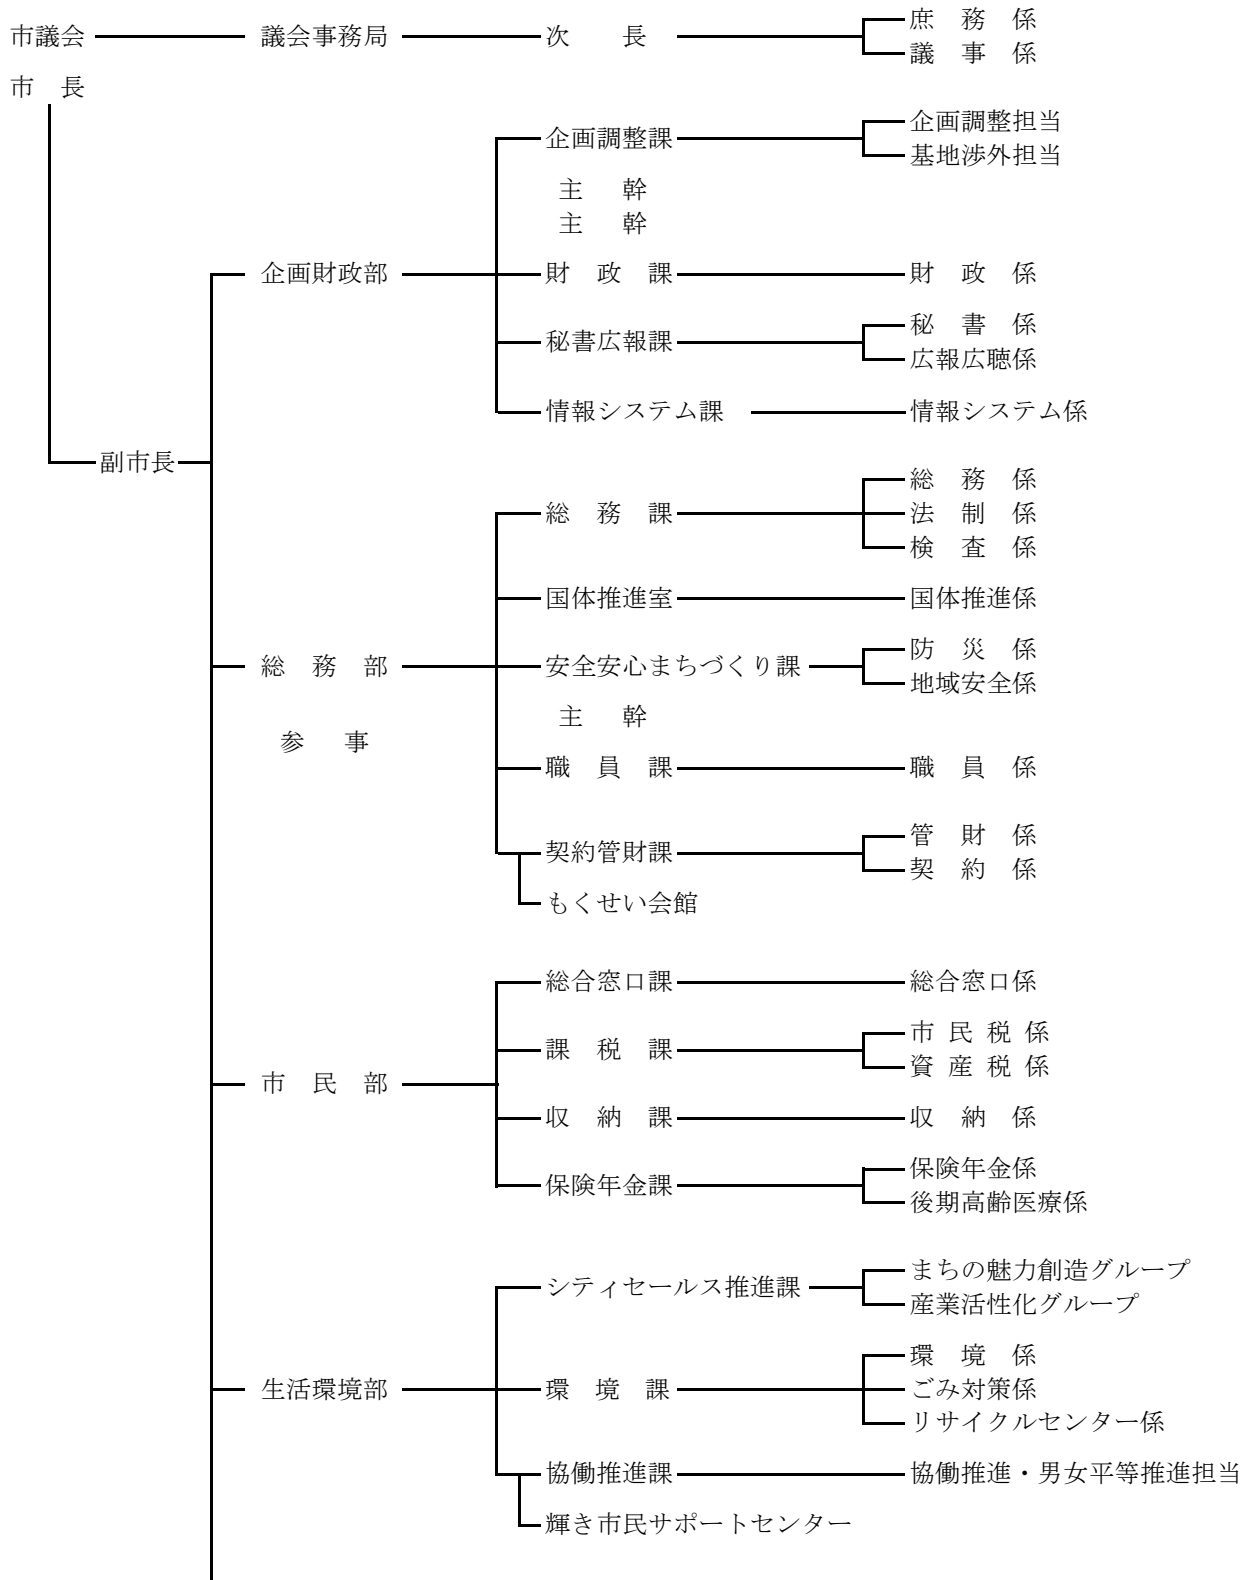 市議会 議会事務局 次 長 庶 務 係
議 事 係
市 長
企画調整課 企画調整担当
基地渉外担当
主 幹
主 幹
企画財政部 財 政 課 財 政 係
秘書広報課 秘 書 係
広報広聴係
情報システム課 情報システム係
副市長
総 務 課 総 務 係
法 制 係
検 査 係
国体推進室 国体推進係
総 務 部 安全安心まちづくり課 防 災 係
地域安全係
主 幹
参 事
職 員 課 職 員 係
契約管財課 管 財 係
契 約 係
もくせい会館
総合窓口課 総合窓口係
課 税 課 市 民 税 係
資 産 税 係
市 民 部
収 納 課 収 納 係
保険年金課 保険年金係
後期高齢医療係
シティセールス推進課 まちの魅力創造グループ
産業活性化グループ
生活環境部 環 境 課 環 境 係
ごみ対策係
リサイクルセンター係
協働推進課 協働推進・男女平等推進担当
輝き市民サポートセンター